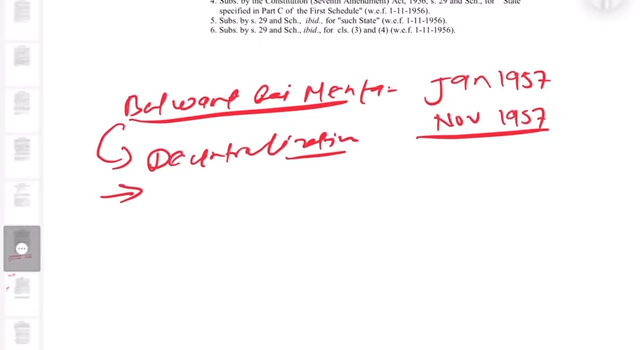 4. Subs. by the Constitution (Seventh Amendment) Act, 1956, s. 29 and Sch., for "State
specified in Part C of the First Schedule" (w.e.f. 1-11-1956).
5. Subs. by s. 29 and Sch., ibid., for "such State" (w.e.f. 1-11-1956).
6. Subs. by s. 29 and Sch., ibid., for cls. (3) and (4) (w.e.f. 1-11-1956).
Balwant Rai Mehta - Jan 1957
Nov 1957
Decentralization